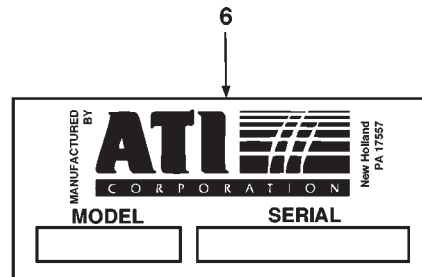 6
MANUFACTURED
BY
ATI
CORPORATION
New Holland
PA 17557
MODEL
SERIAL